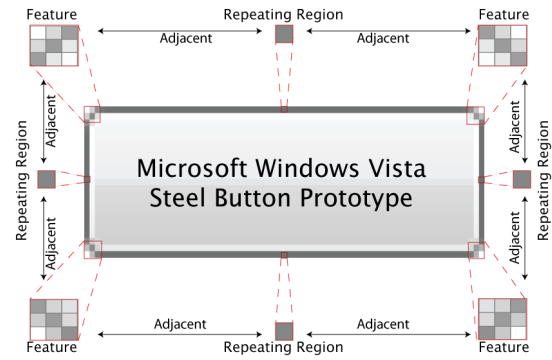 Feature
Repeating Region
Feature
Adjacent
Adjacent
Adjacent
Adjacent
Repeating Region
Microsoft Windows Vista
Steel Button Prototype
Repeating Region
Adjacent
Adjacent
Adjacent
Adjacent
Feature
Repeating Region
Feature